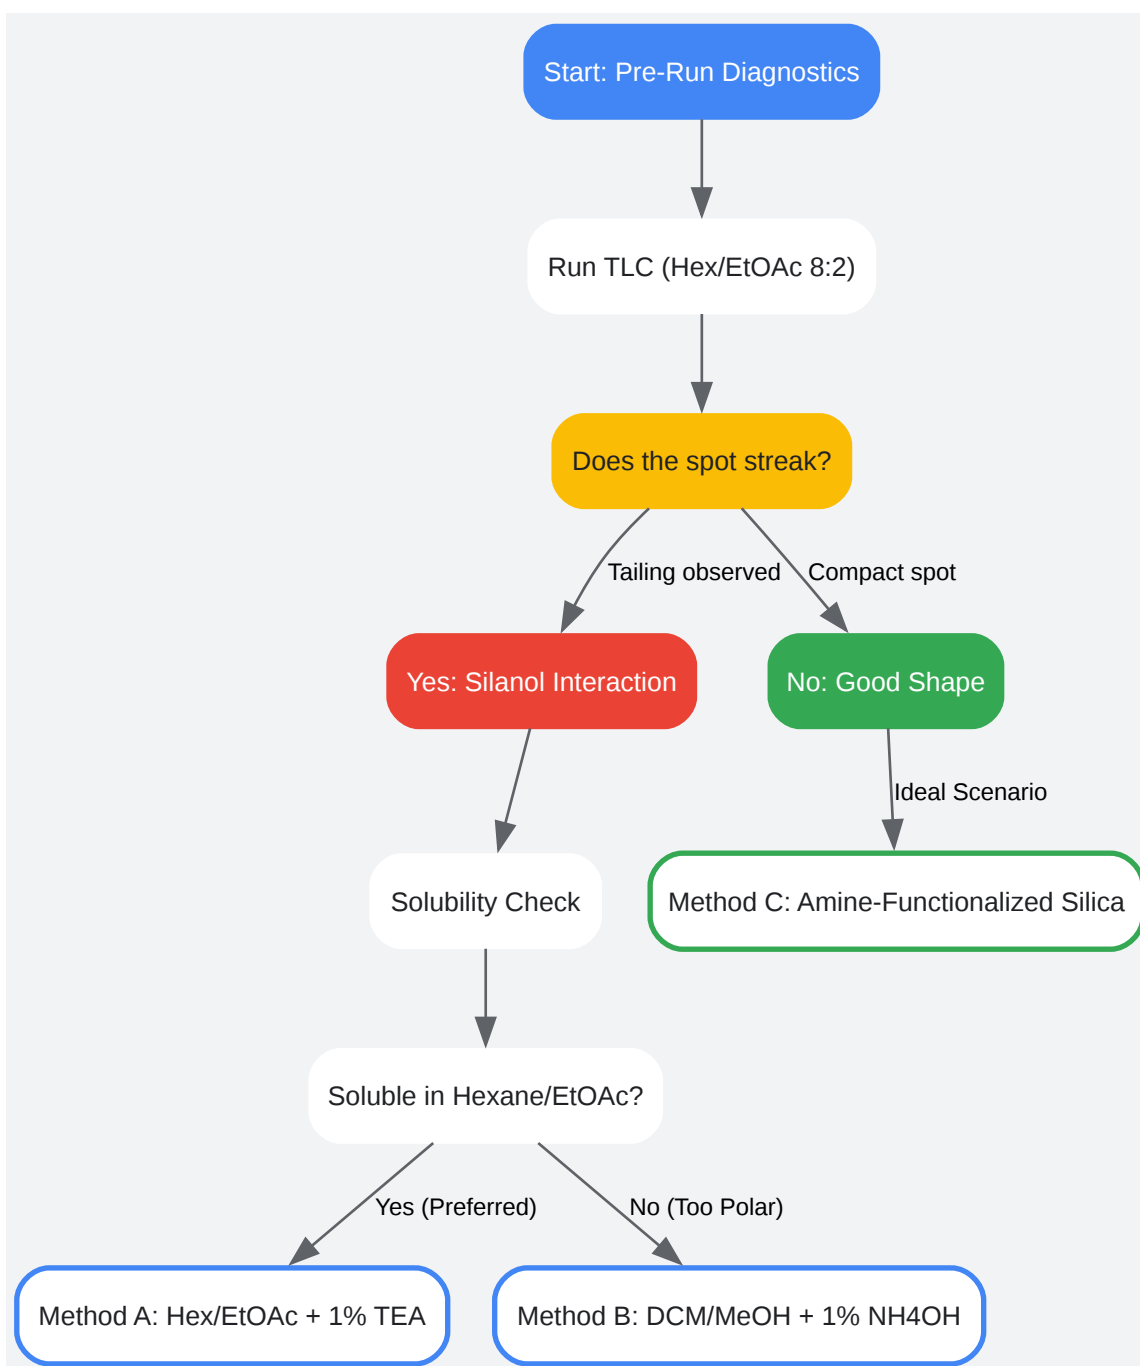 Start: Pre-Run Diagnostics
Run TLC (Hex/EtOAc 8:2)
Does the spot streak?
Tailing observed
Compact spot
Yes: Silanol Interaction
No: Good Shape
Ideal Scenario
Solubility Check
Method C: Amine-Functionalized Silica
Soluble in Hexane/EtOAc?
Yes (Preferred)
No (Too Polar)
Method A: Hex/EtOAc + 1% TEA
Method B: DCM/MeOH + 1% NH4OH